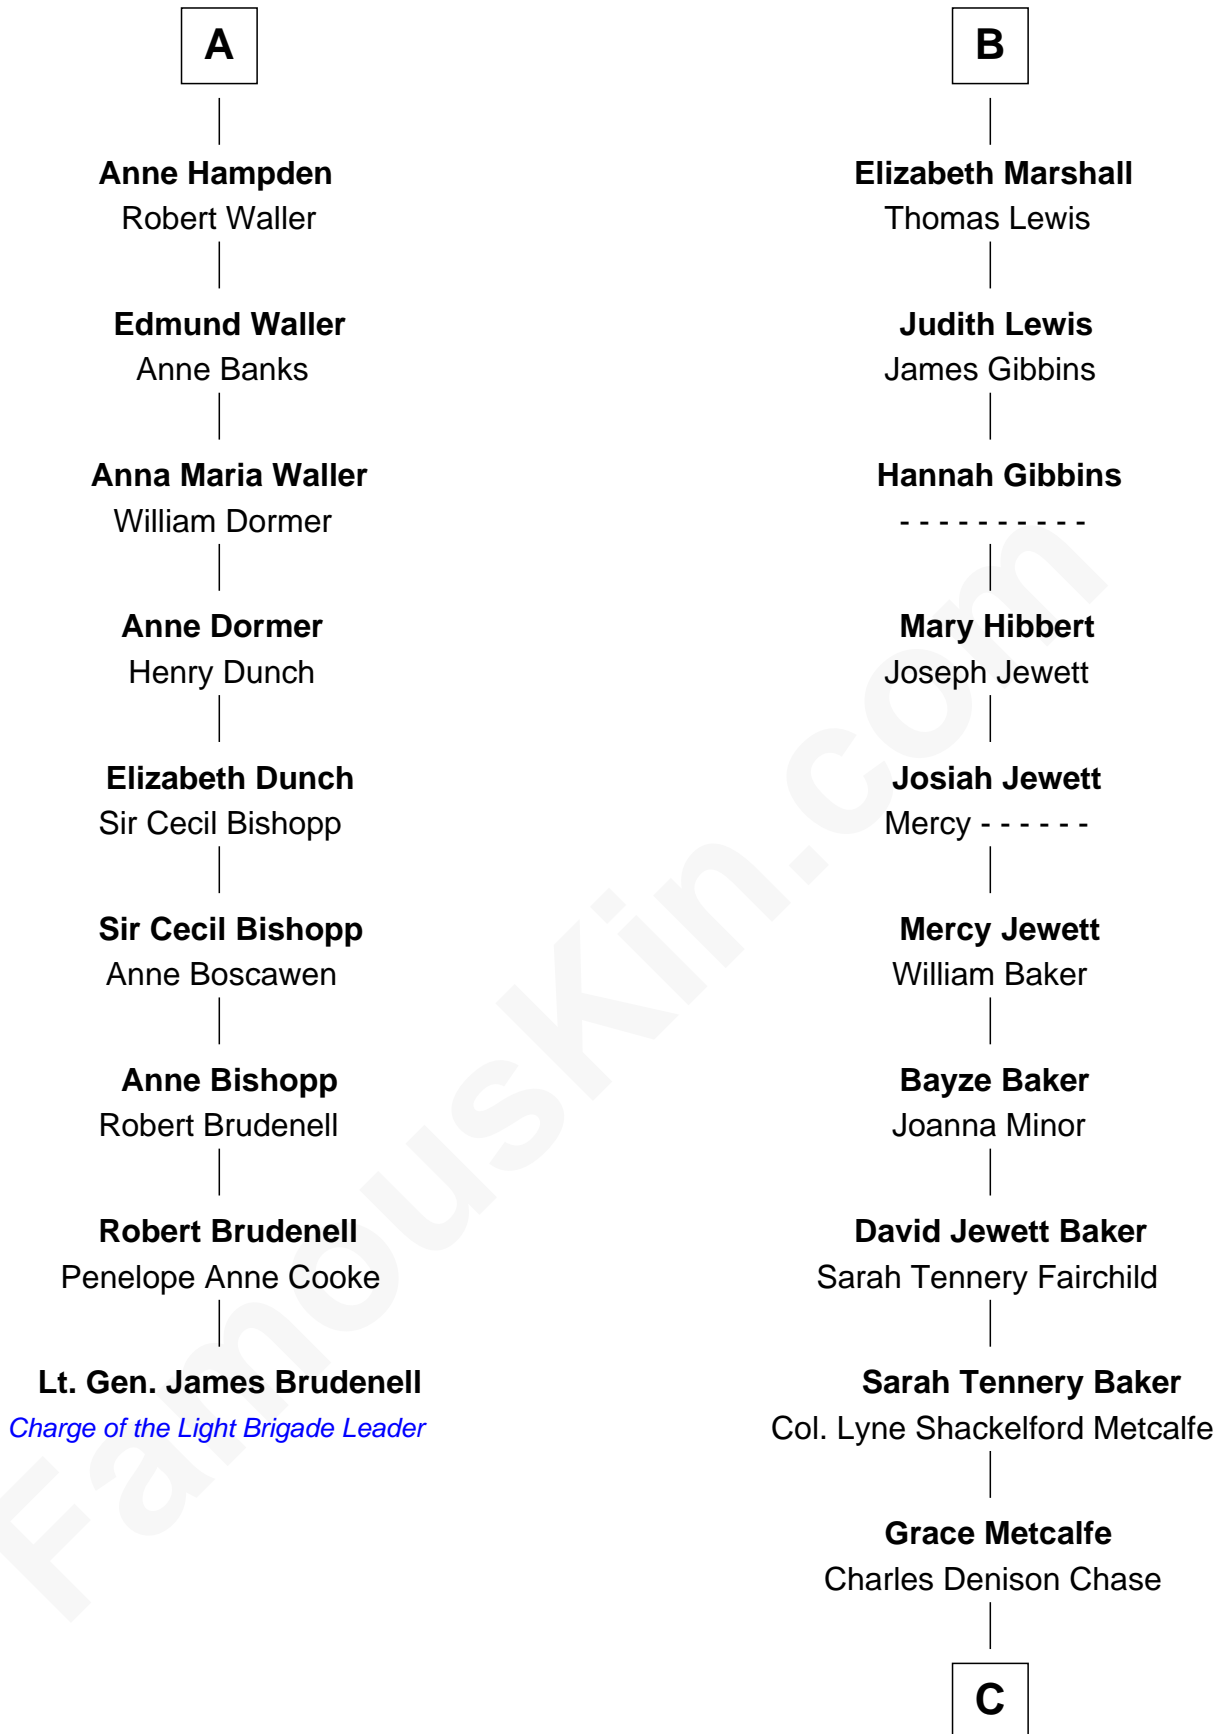 A
Anne Hampden
Robert Waller
Edmund Waller
Anne Banks
Anna Maria Waller
William Dormer
Anne Dormer
Henry Dunch
Elizabeth Dunch
Sir Cecil Bishopp
Sir Cecil Bishopp
Anne Boscawen
Anne Bishopp
Robert Brudenell
Robert Brudenell
Penelope Anne Cooke
Lt. Gen. James Brudenell
Charge of the Light Brigade Leader
B
Elizabeth Marshall
Thomas Lewis
Judith Lewis
James Gibbins
Hannah Gibbins
- - - - - - - - - -
Mary Hibbert
Joseph Jewett
Josiah Jewett
Mercy - - - - - -
Mercy Jewett
William Baker
Bayze Baker
Joanna Minor
David Jewett Baker
Sarah Tennery Fairchild
Sarah Tennery Baker
Col. Lyne Shackelford Metcalfe
Grace Metcalfe
Charles Denison Chase
C
FamousKin.com